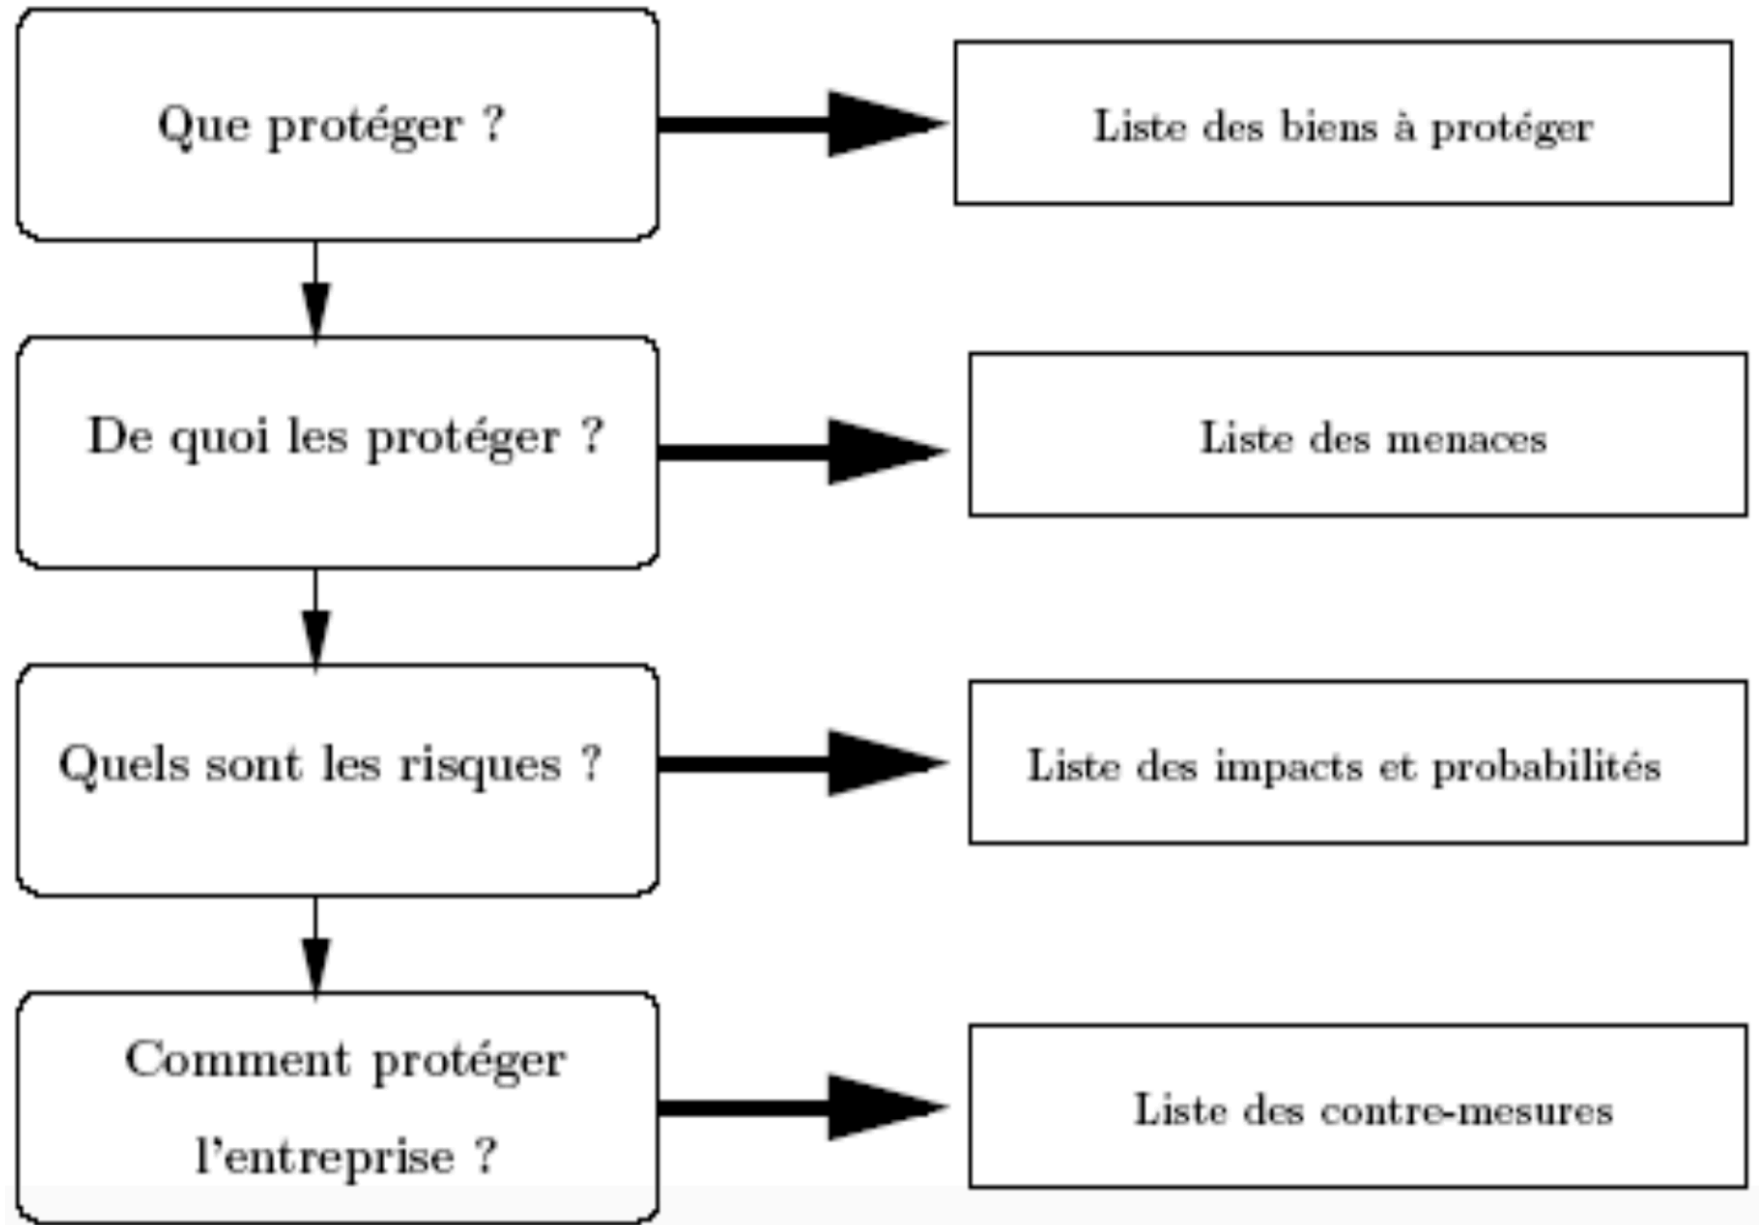 Que protéger ?
Liste des biens à protéger
De quoi les protéger ?
Liste des menaces
Quels sont les risques ?
Liste des impacts et probabilités
Comment protéger
l'entreprise ?
Liste des contre-mesures